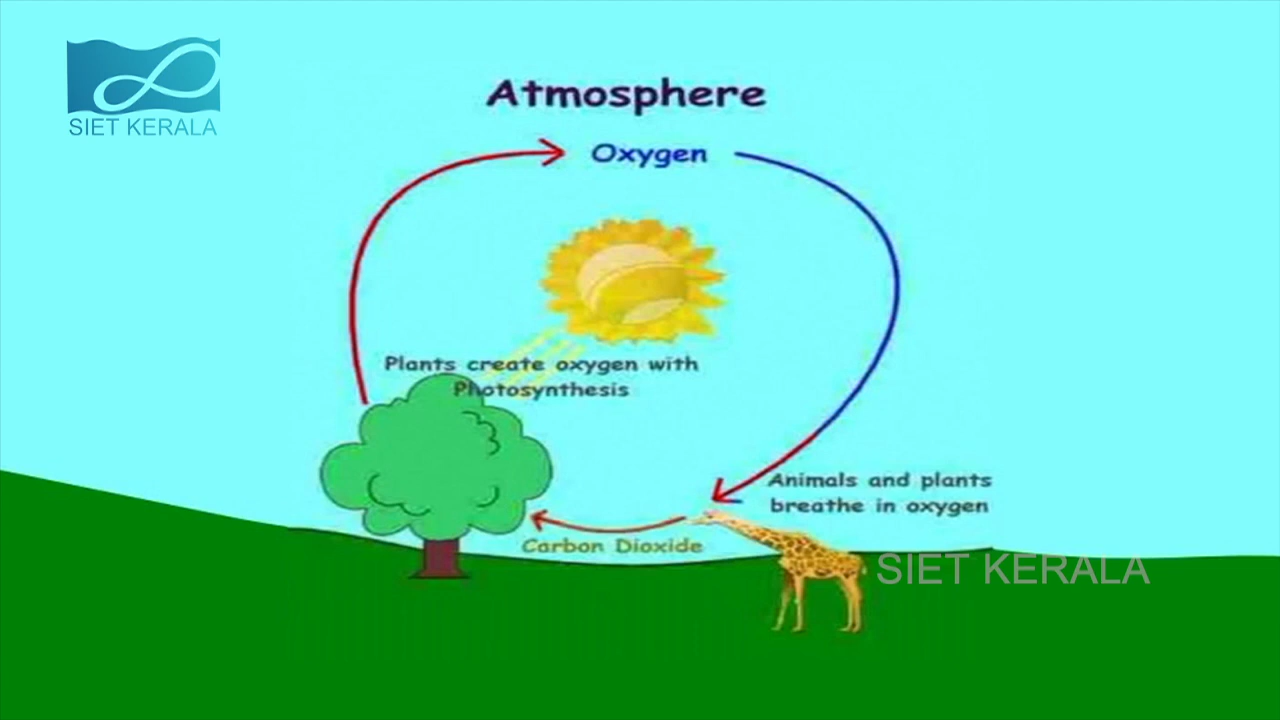 SIET KERALA
Atmosphere
Oxygen
Plants create oxygen with
Photosynthesis
Animals and plants
breathe in oxygen
Carbon Dioxide
SIET KERALA